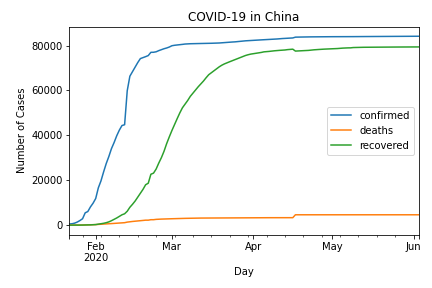 COVID-19 in China
80000
60000
40000
20000
0
Number of Cases
confirmed
deaths
recovered
Feb
2020
Mar
Apr
May
Jun
Day